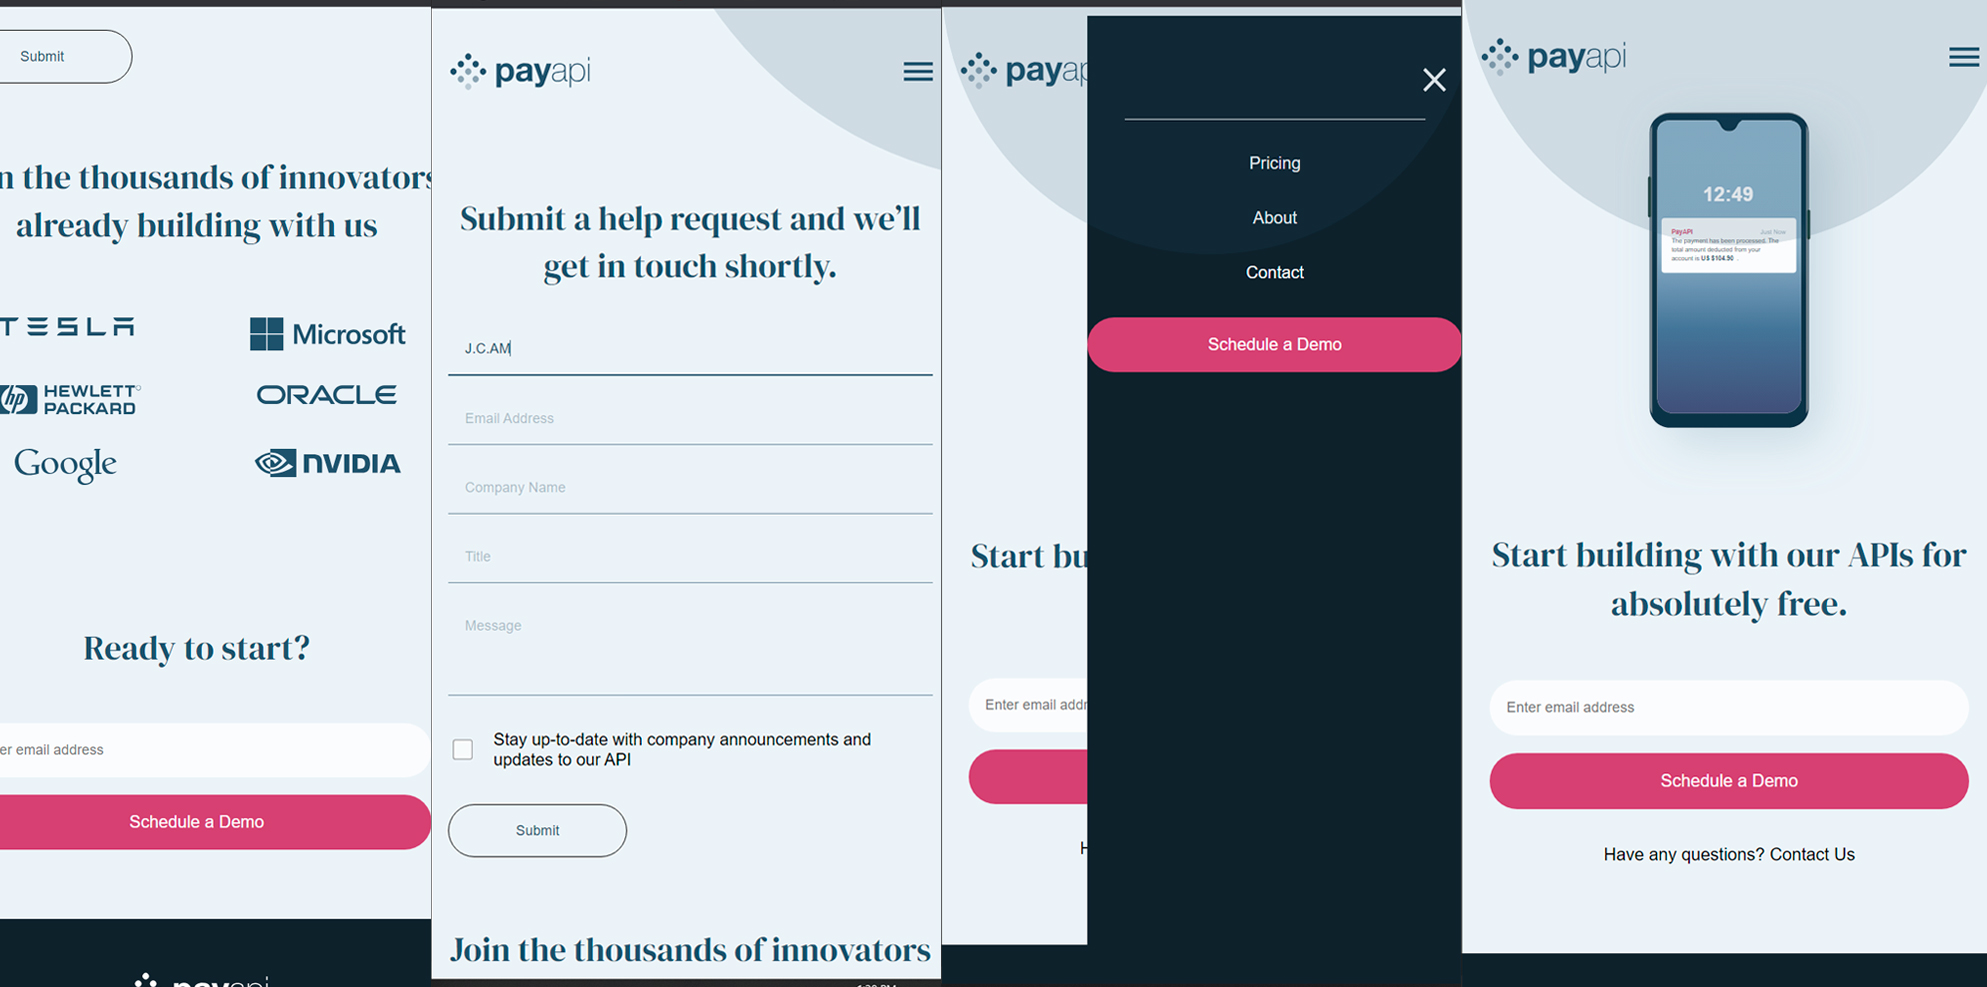 Submit
n the thousands of innovators
already building with us
TESLA
Microsoft
hp HEWLETT
PACKARD
ORACLE
Google
NVIDIA
Ready to start?
er email address
Schedule a Demo
payapi
payapi
Submit a help request and we’ll
get in touch shortly.
J.C.AM
Email Address
Company Name
Title
Message
Stay up-to-date with company announcements and
updates to our API
Submit
Join the thousands of innovators
1:30 PM
payap
Start bu
Enter email addr
H
Pricing
About
Contact
Schedule a Demo
payapi
12:49
PayAPI Just Now
The payment has been processed. The
total amount deducted from your
account is US $104.90 .
Start building with our APIs for
absolutely free.
Enter email address
Schedule a Demo
Have any questions? Contact Us